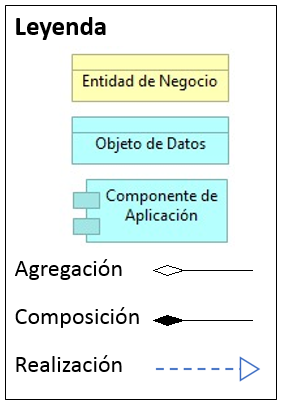 Leyenda
Entidad de Negocio
Objeto de Datos
Componente de
Aplicación
Agregación
Composición
Realización